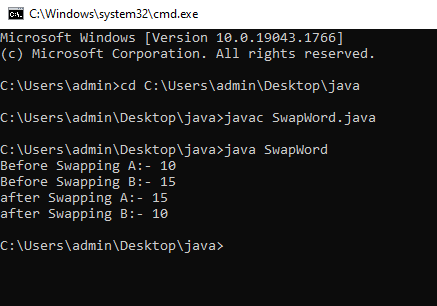 C:\Windows\system32\cmd.exe
Microsoft Windows [Version 10.0.19043.1766]
(c) Microsoft Corporation. All rights reserved.
C:\Users\admin>cd C:\Users\admin\Desktop\java
C:\Users\admin\Desktop\java>javac SwapWord.java
C:\Users\admin\Desktop\java>java SwapWord
Before Swapping A:- 10
Before Swapping B:- 15
after Swapping A:- 15
after Swapping B:- 10
C:\Users\admin\Desktop\java>